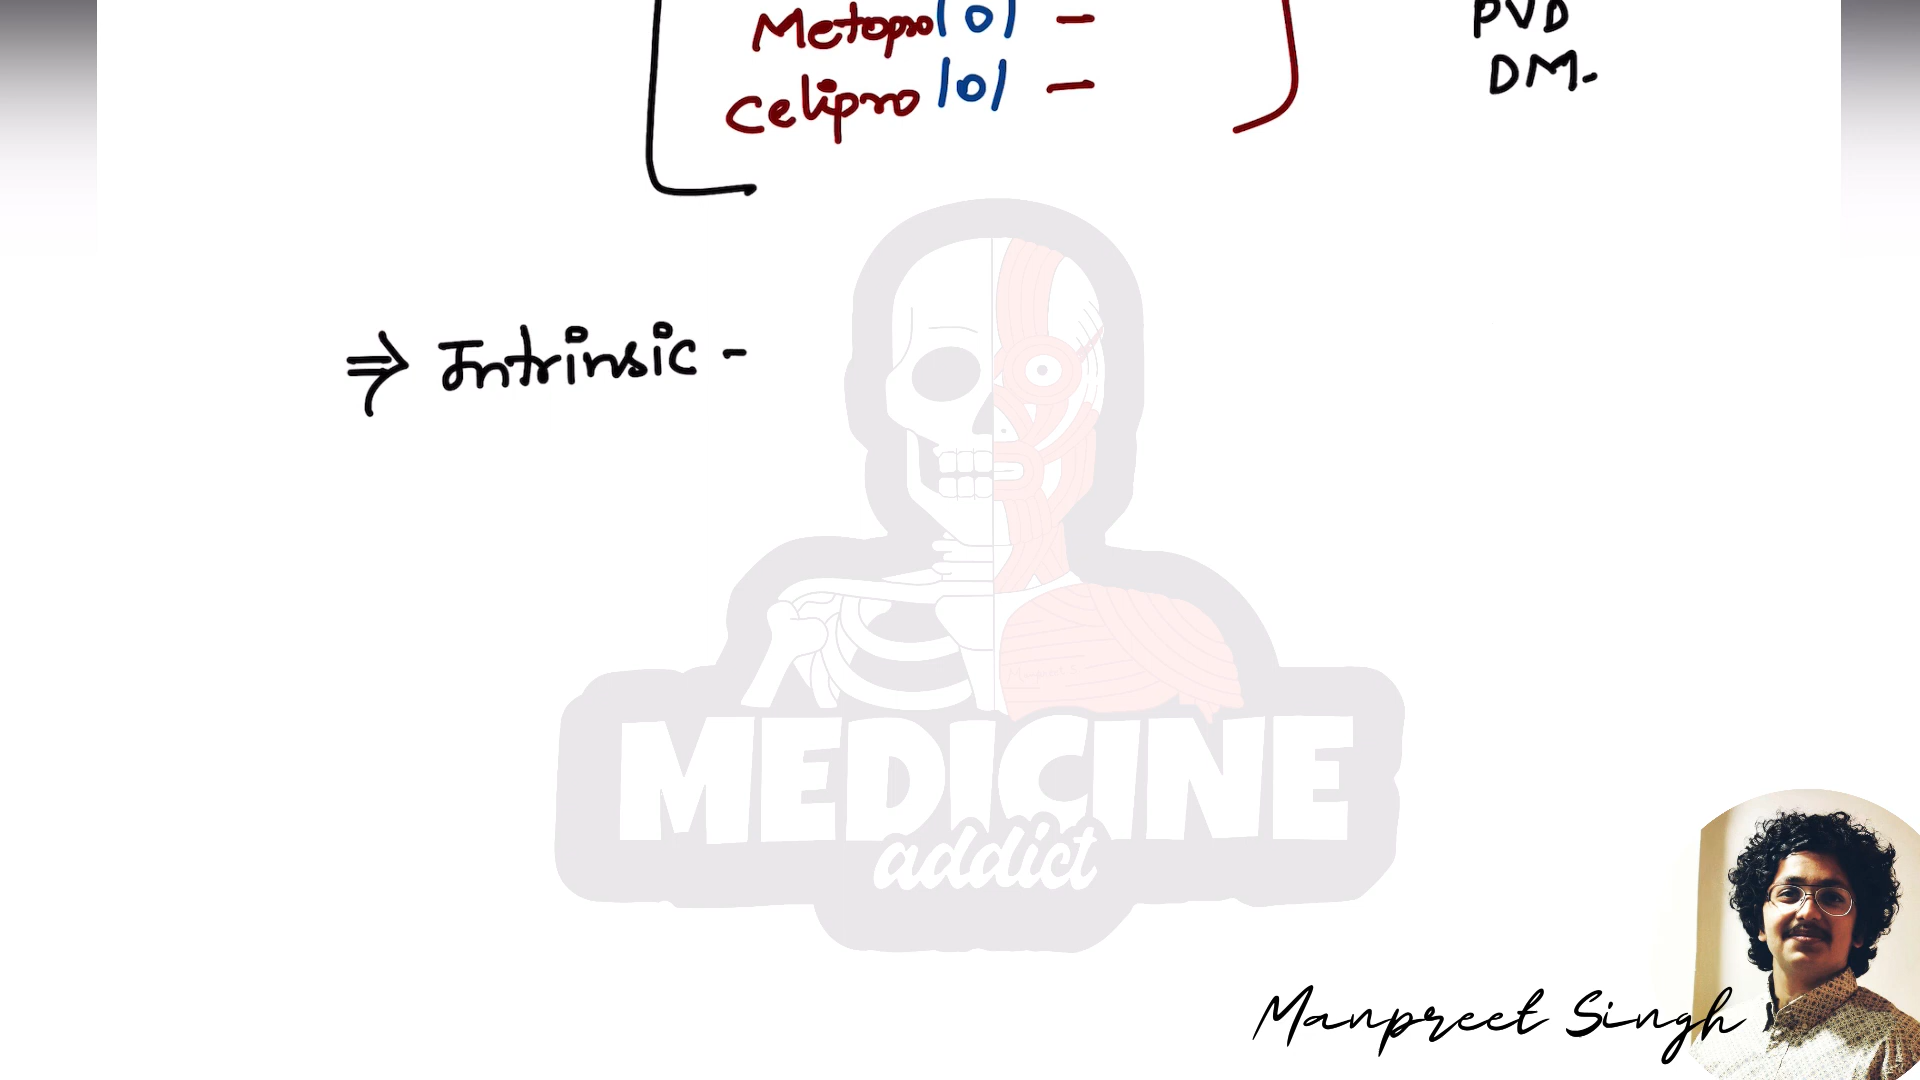 Metoprolol -
PVD
Celiprolol -
DM.
⇒ Intrinsic -
MEDICINE
addict
Manpreet Singh